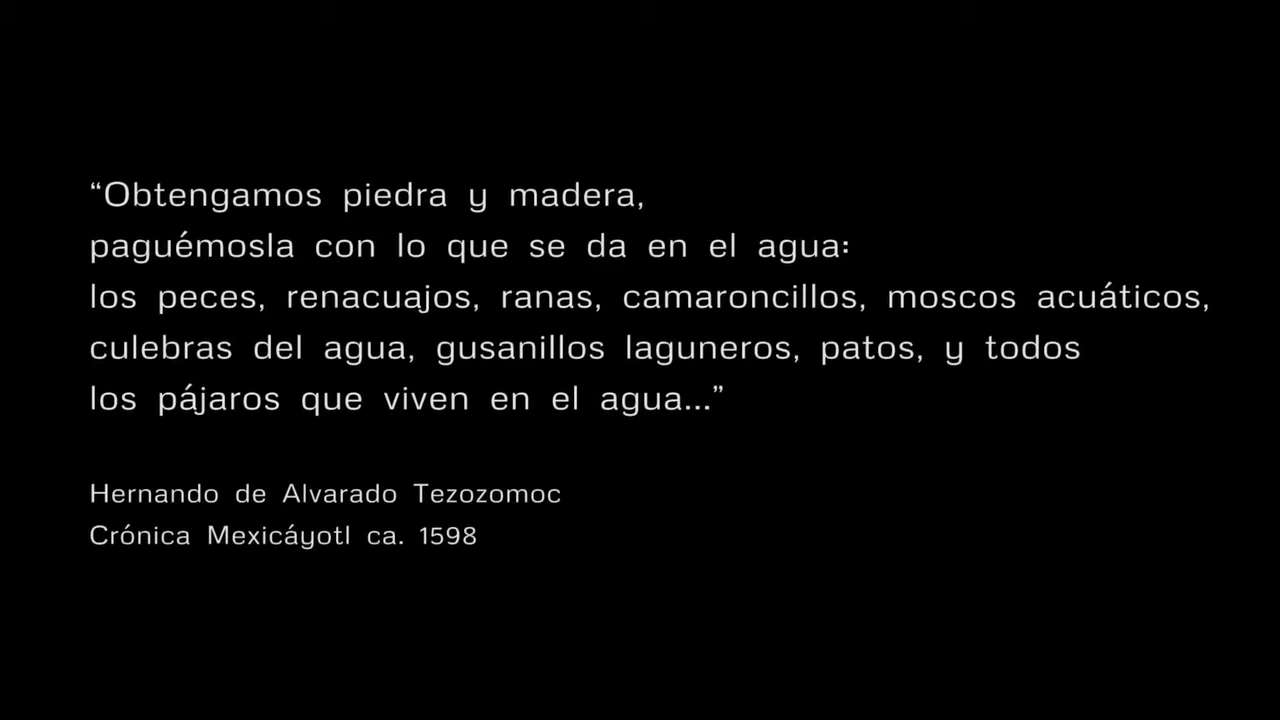 “Obtengamos piedra y madera,
paguémosla con lo que se da en el agua:
los peces, renacuajos, ranas, camaroncillos, moscos acuáticos,
culebras del agua, gusanillos laguneros, patos, y todos
los pájaros que viven en el agua...”
Hernando de Alvarado Tezozomoc
Crónica Mexicáyotl ca. 1598